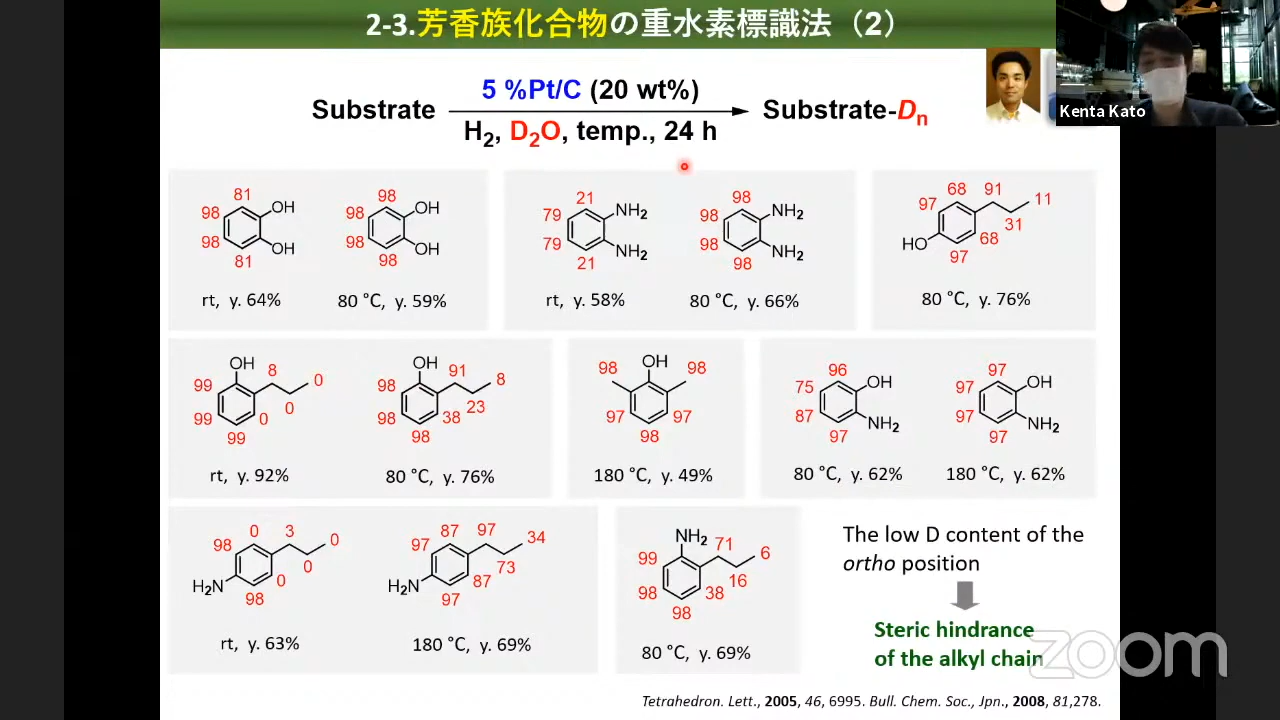 2-3.芳香族化合物の重水素標識法（2）
Kenta Kato
Substrate
5 %Pt/C (20 wt%)
H2, D2O, temp., 24 h
Substrate-Dn
81
98
98
81
OH
OH
rt, y. 64%
98
98
98
98
OH
OH
80 °C, y. 59%
21
79
79
21
NH2
NH2
rt, y. 58%
98
98
98
98
NH2
NH2
80 °C, y. 66%
68
91
11
97
31
68
HO
97
80 °C, y. 76%
OH
8
0
99
0
99
0
99
rt, y. 92%
OH
91
8
98
23
98
38
98
80 °C, y. 76%
OH
98
98
97
97
98
180 °C, y. 49%
96
75
OH
87
NH2
97
80 °C, y. 62%
97
97
OH
97
NH2
97
180 °C, y. 62%
0
3
0
98
0
0
H2N
98
rt, y. 63%
87
97
34
97
73
87
H2N
97
180 °C, y. 69%
NH2
71
6
99
16
98
38
98
80 °C, y. 69%
The low D content of the
ortho position
Steric hindrance
of the alkyl chain
zoom
Tetrahedron. Lett., 2005, 46, 6995. Bull. Chem. Soc., Jpn., 2008, 81,278.